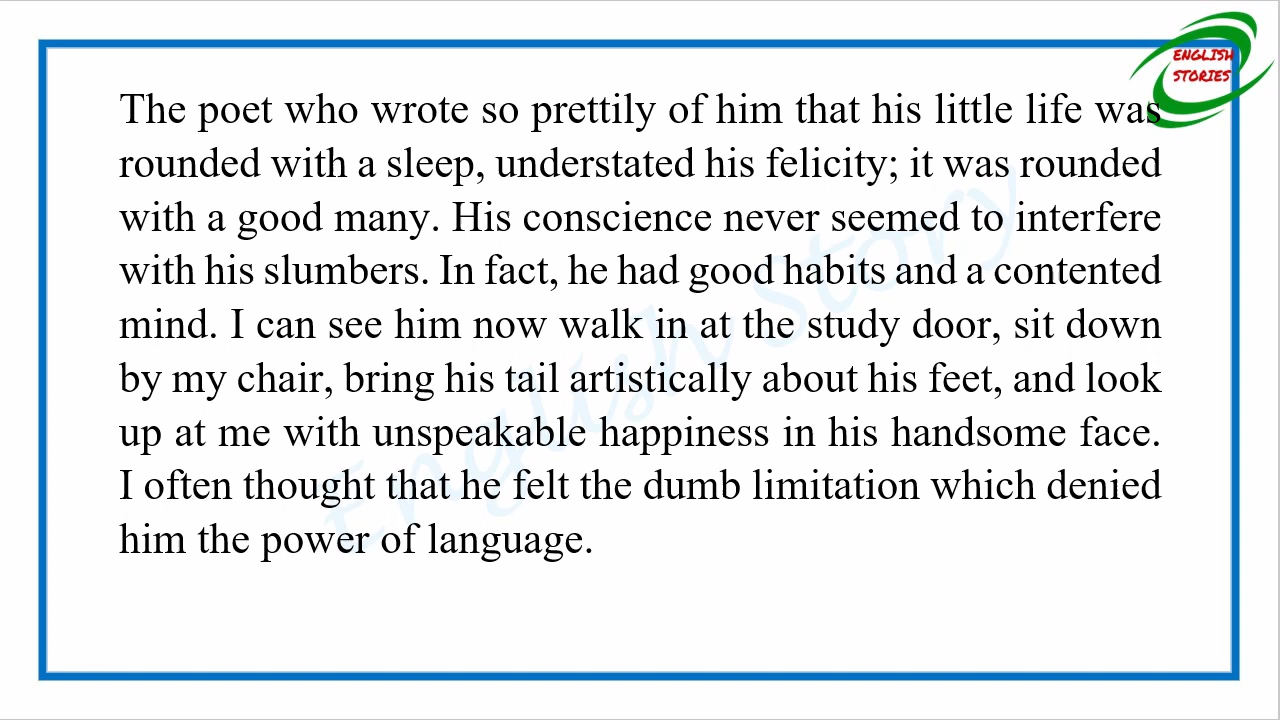 ENGLISH
STORIES
The poet who wrote so prettily of him that his little life was
rounded with a sleep, understated his felicity; it was rounded
with a good many. His conscience never seemed to interfere
with his slumbers. In fact, he had good habits and a contented
mind. I can see him now walk in at the study door, sit down
by my chair, bring his tail artistically about his feet, and look
up at me with unspeakable happiness in his handsome face.
I often thought that he felt the dumb limitation which denied
him the power of language.
English Story